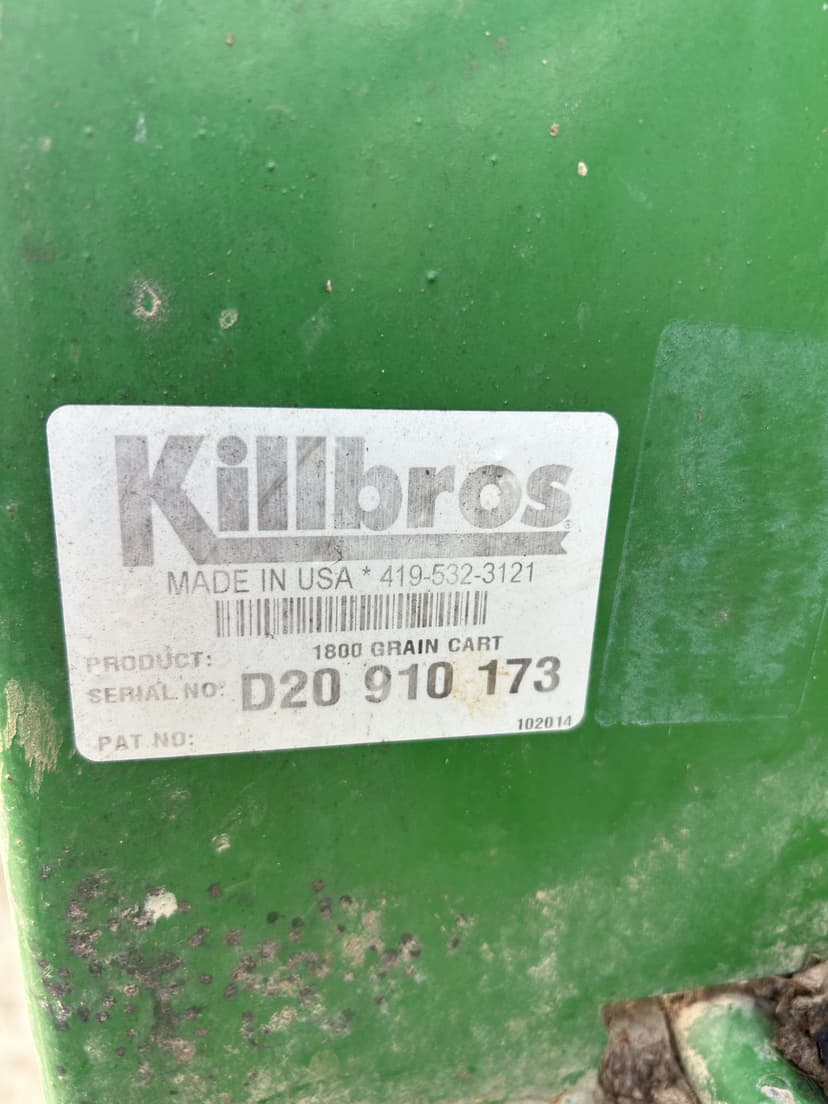 Killbros®
MADE IN USA * 419-532-3121
PRODUCT: 1800 GRAIN CART
SERIAL NO: D20 910 173
PAT NO: 102014